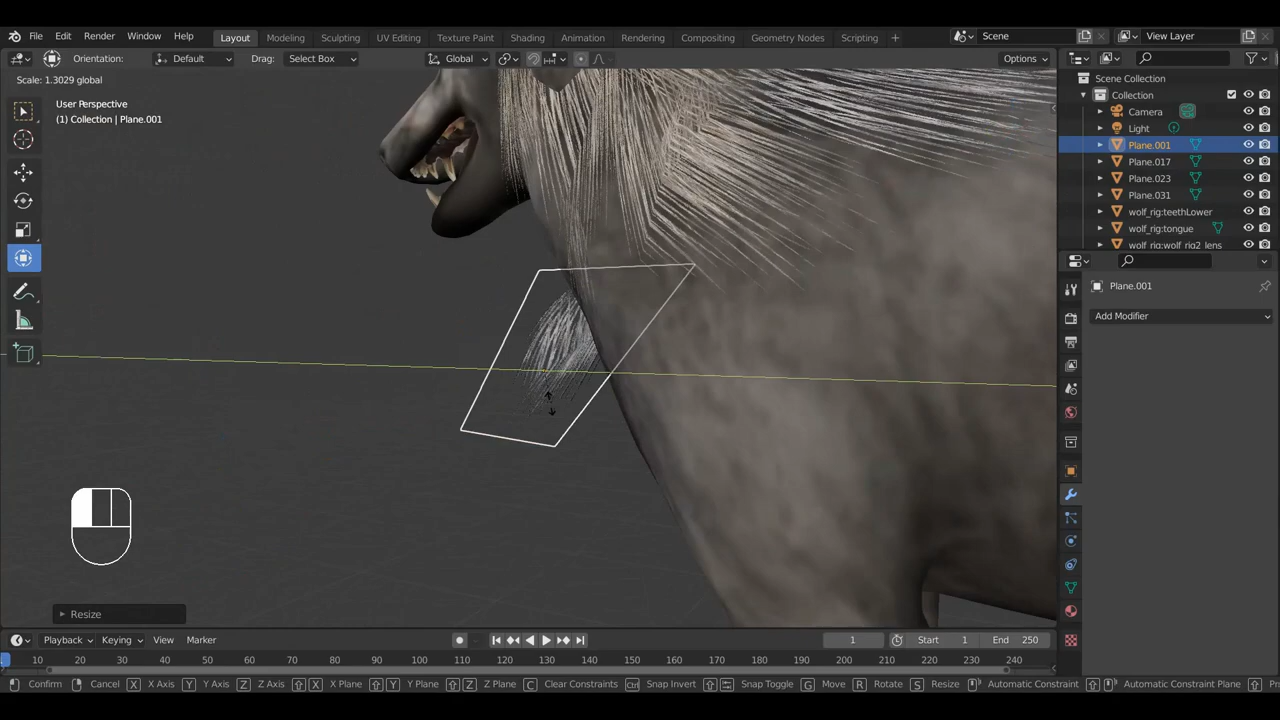 File Edit Render Window Help Layout Modeling Sculpting UV Editing Texture Paint Shading Animation Rendering Compositing Geometry Nodes Scripting + Scene View Layer
Orientation: Default Drag: Select Box Global Options
Scale: 1.3029 global
User Perspective
(1) Collection | Plane.001
Scene Collection
Collection
Camera
Light
Plane.001
Plane.017
Plane.023
Plane.031
wolf_rig:teethLower
wolf_rig:tongue
wolf_rig:wolf_rig2_lens
Plane.001
Add Modifier
Resize
Playback Keying View Marker 1 Start 1 End 250
10 20 30 40 50 60 70 80 90 100 110 120 130 140 150 160 170 180 190 200 210 220 230 240
Confirm Cancel X X Axis Y Y Axis Z Z Axis X X Plane Y Y Plane Z Z Plane C Clear Constraints Ctrl Snap Invert Snap Toggle G Move R Rotate S Resize Automatic Constraint Automatic Constraint Plane